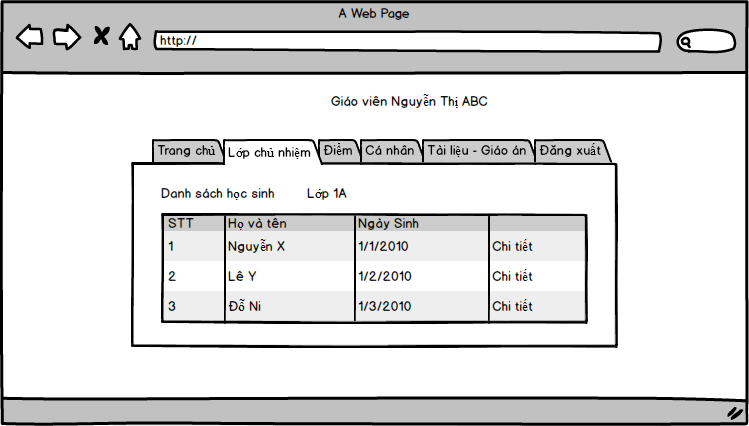 A Web Page
http://
Giáo viên Nguyễn Thị ABC
Trang chủ Lớp chủ nhiệm Điểm Cá nhân Tài liệu - Giáo án Đăng xuất
Danh sách học sinh Lớp 1A
STT Họ và tên Ngày Sinh
1 Nguyễn X 1/1/2010 Chi tiết
2 Lê Y 1/2/2010 Chi tiết
3 Đỗ Ni 1/3/2010 Chi tiết